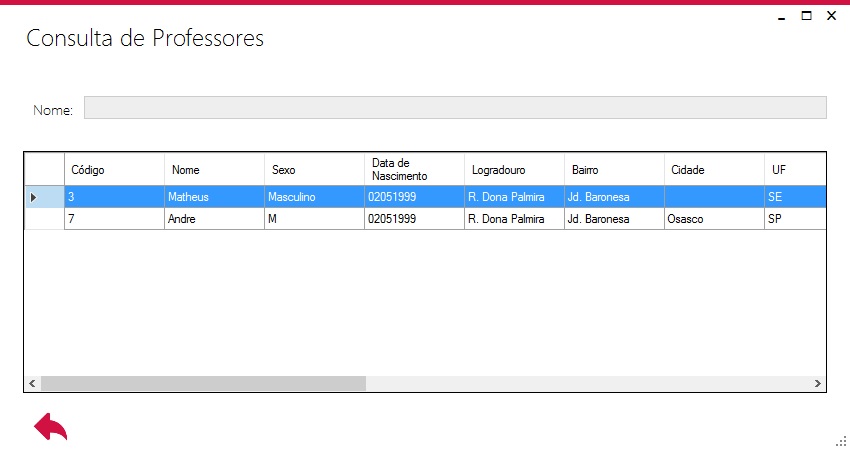 Consulta de Professores
Nome:
Código Nome Sexo Data de Nascimento Logradouro Bairro Cidade UF
3 Matheus Masculino 02051999 R. Dona Palmira Jd. Baronesa SE
7 Andre M 02051999 R. Dona Palmira Jd. Baronesa Osasco SP